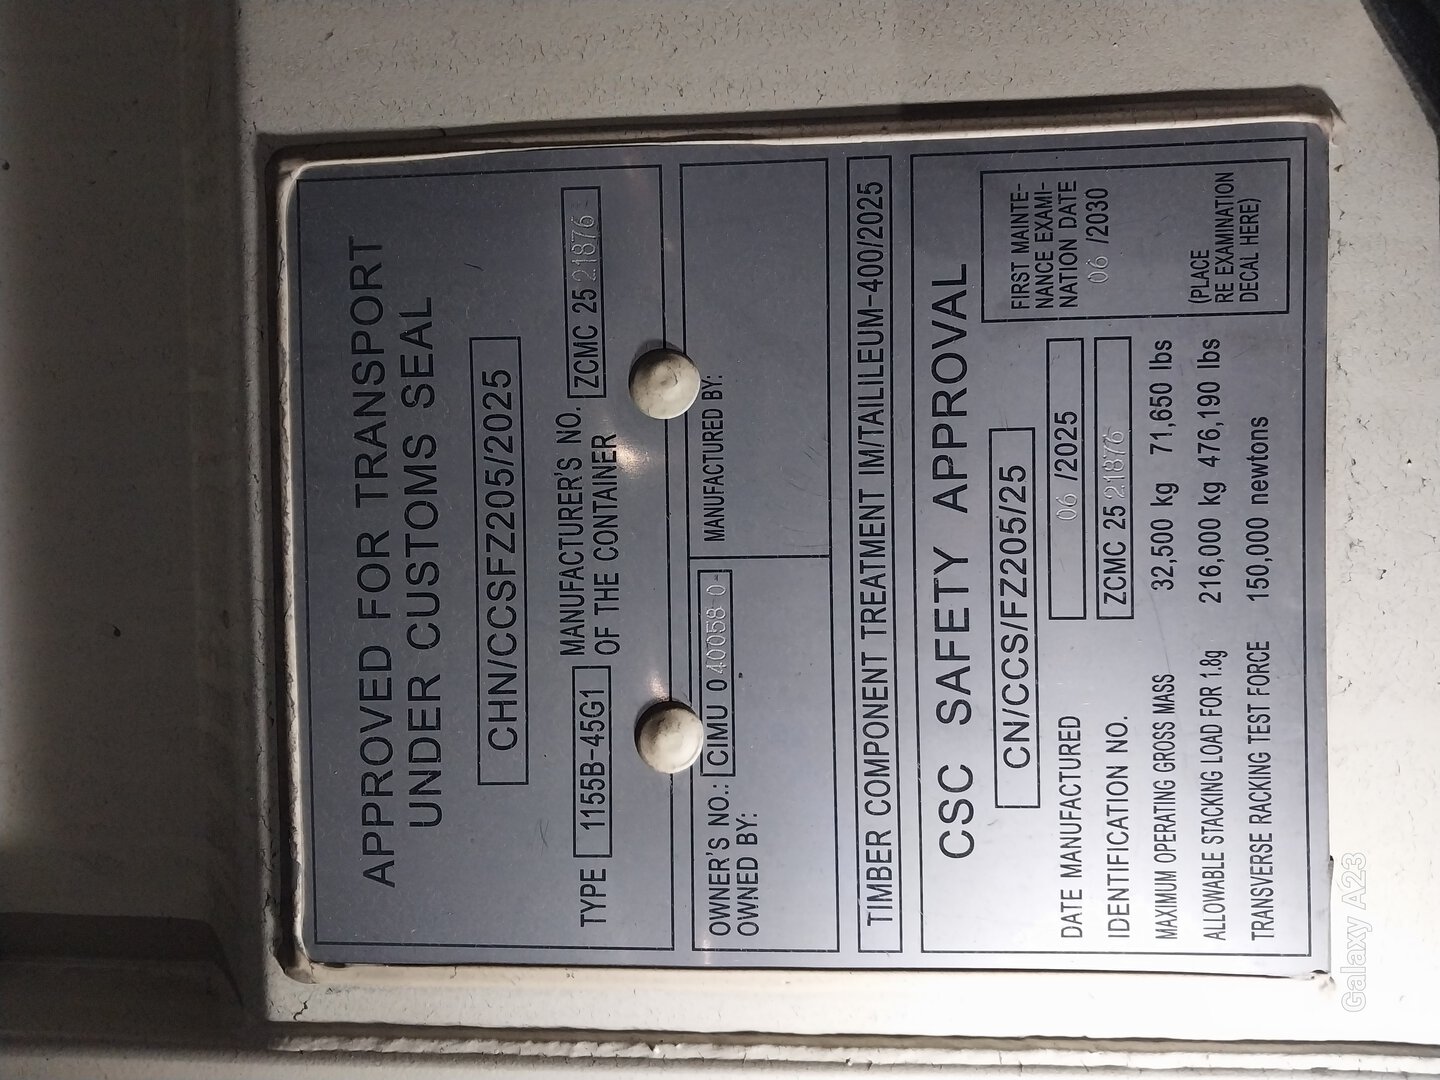 APPROVED FOR TRANSPORT
UNDER CUSTOMS SEAL
CHN/CCSFZ205/2025
TYPE 1155B-45G1 MANUFACTURER'S NO.
OF THE CONTAINER ZCMC 25 21876
OWNER'S NO.: CIMU 0 40058 0
OWNED BY:
MANUFACTURED BY:
TIMBER COMPONENT TREATMENT IM/TAILILEUM-400/2025
CSC SAFETY APPROVAL
CN/CCS/FZ205/25
DATE MANUFACTURED 06 /2025
IDENTIFICATION NO. ZCMC 25 21876
MAXIMUM OPERATING GROSS MASS 32,500 kg 71,650 lbs
ALLOWABLE STACKING LOAD FOR 1.8g 216,000 kg 476,190 lbs
TRANSVERSE RACKING TEST FORCE 150,000 newtons
FIRST MAINTE-
NANCE EXAMI-
NATION DATE
06 /2030
(PLACE
RE EXAMINATION
DECAL HERE)
Galaxy A23